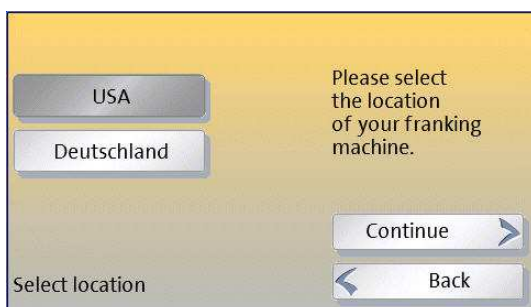 USA
Deutschland
Please select
the location
of your franking
machine.
Continue
Back
Select location